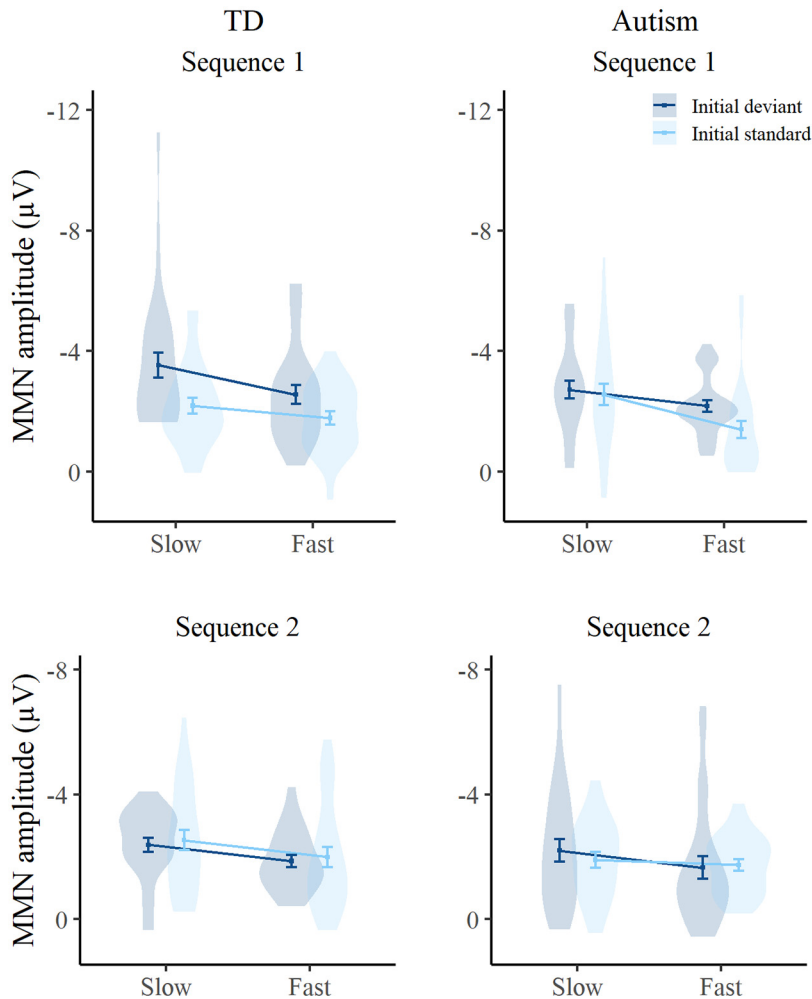 TD
Autism
Sequence 1
Sequence 1
Initial deviant
Initial standard
MMN amplitude (µV)
-12
-8
-4
0
Slow
Fast
-12
-8
-4
0
Slow
Fast
Sequence 2
Sequence 2
MMN amplitude (µV)
-8
-4
0
Slow
Fast
-8
-4
0
Slow
Fast